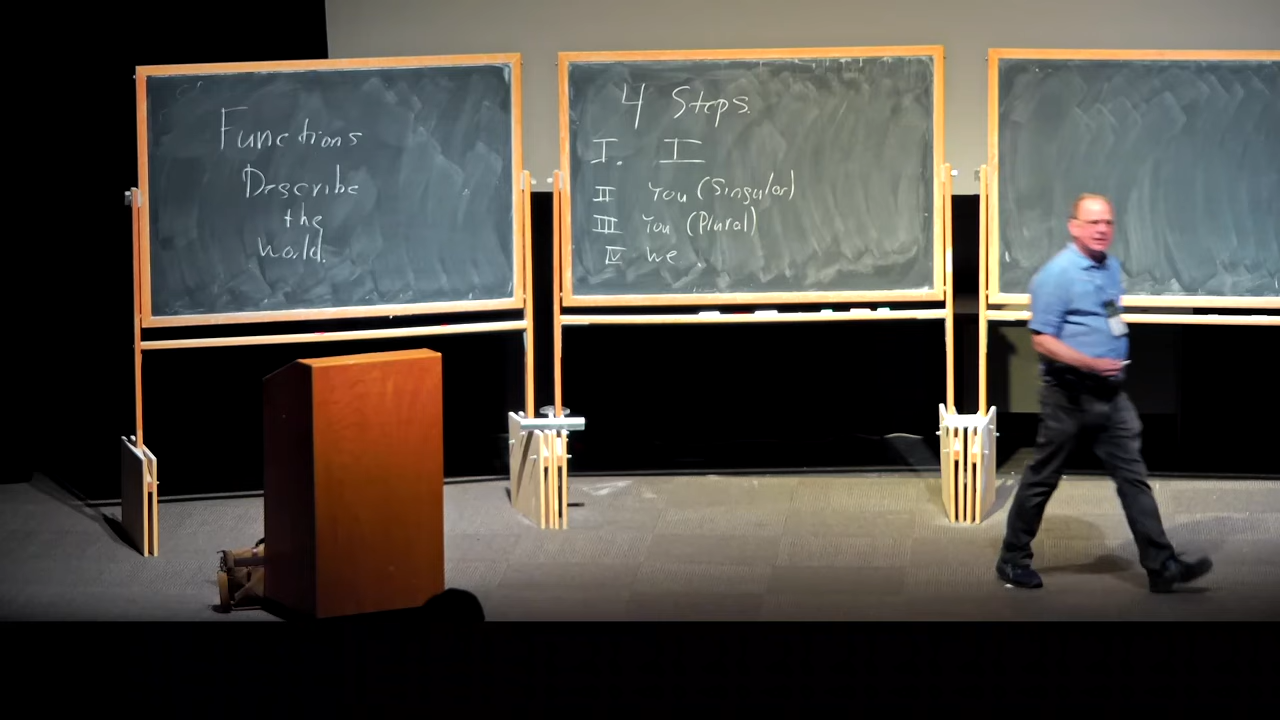 Functions
Describe
the
world.
4 Steps.
I. I
II You (Singular)
III You (Plural)
IV We